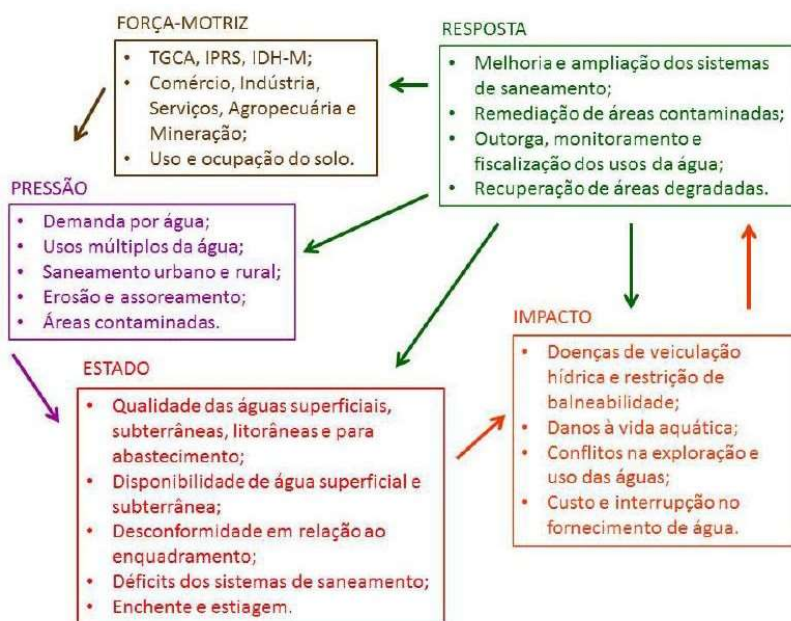 FORÇA-MOTRIZ
• TGCA, IPRS, IDH-M;
• Comércio, Indústria,
Serviços, Agropecuária e
Mineração;
• Uso e ocupação do solo.
RESPOSTA
• Melhoria e ampliação dos sistemas
de saneamento;
• Remediação de áreas contaminadas;
• Outorga, monitoramento e
fiscalização dos usos da água;
• Recuperação de áreas degradadas.
PRESSÃO
• Demanda por água;
• Usos múltiplos da água;
• Saneamento urbano e rural;
• Erosão e assoreamento;
• Áreas contaminadas.
ESTADO
• Qualidade das águas superficiais,
subterrâneas, litorâneas e para
abastecimento;
• Disponibilidade de água superficial e
subterrânea;
• Desconformidade em relação ao
enquadramento;
• Déficits dos sistemas de saneamento;
• Enchente e estiagem.
IMPACTO
• Doenças de veiculação
hídrica e restrição de
balneabilidade;
• Danos à vida aquática;
• Conflitos na exploração e
uso das águas;
• Custo e interrupção no
fornecimento de água.